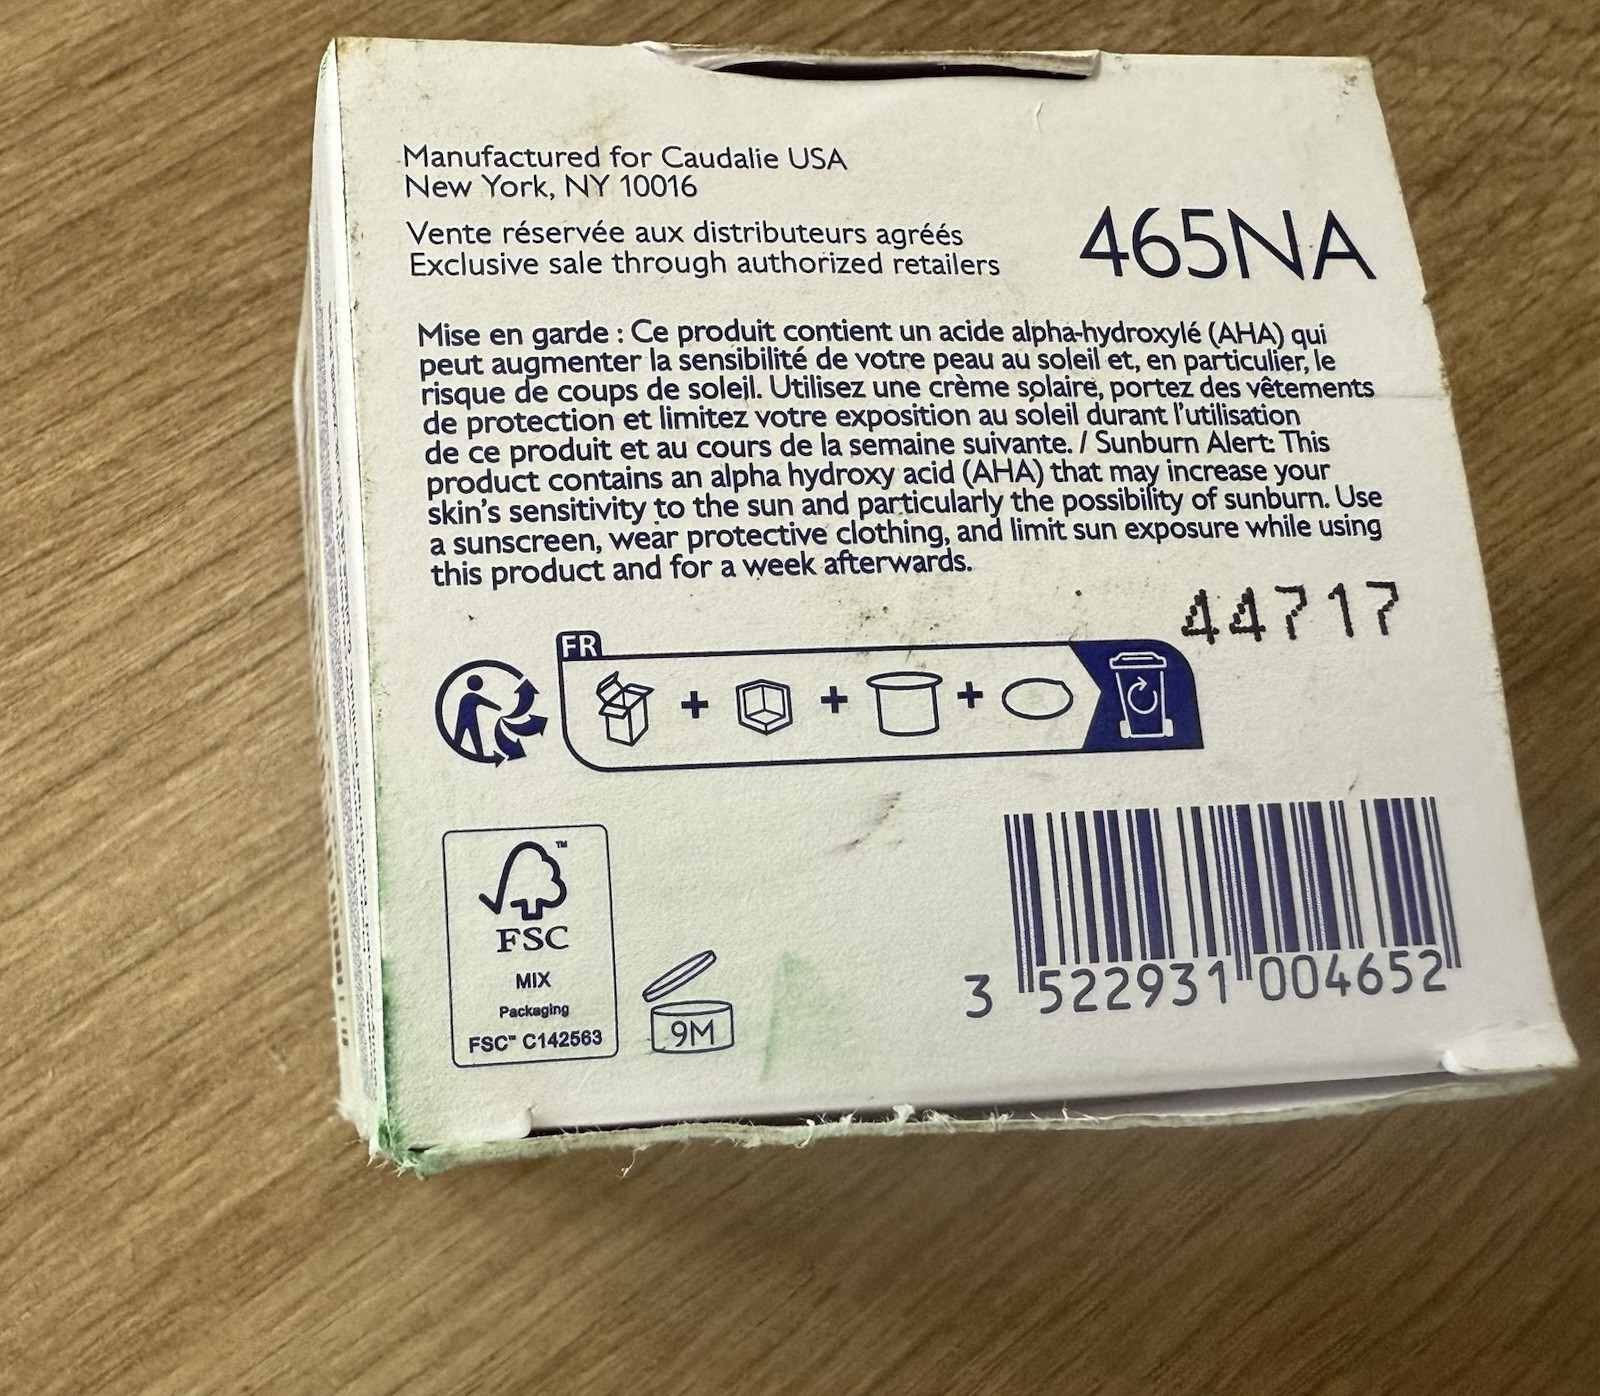 Manufactured for Caudalie USA
New York, NY 10016
Vente réservée aux distributeurs agréés
Exclusive sale through authorized retailers
465NA
Mise en garde : Ce produit contient un acide alpha-hydroxylé (AHA) qui
peut augmenter la sensibilité de votre peau au soleil et, en particulier, le
risque de coups de soleil. Utilisez une crème solaire, portez des vêtements
de protection et limitez votre exposition au soleil durant l'utilisation
de ce produit et au cours de la semaine suivante. / Sunburn Alert: This
product contains an alpha hydroxy acid (AHA) that may increase your
skin's sensitivity to the sun and particularly the possibility of sunburn. Use
a sunscreen, wear protective clothing, and limit sun exposure while using
this product and for a week afterwards.
44717
FR
FSC
MIX
Packaging
FSC™ C142563
9M
3 522931 004652